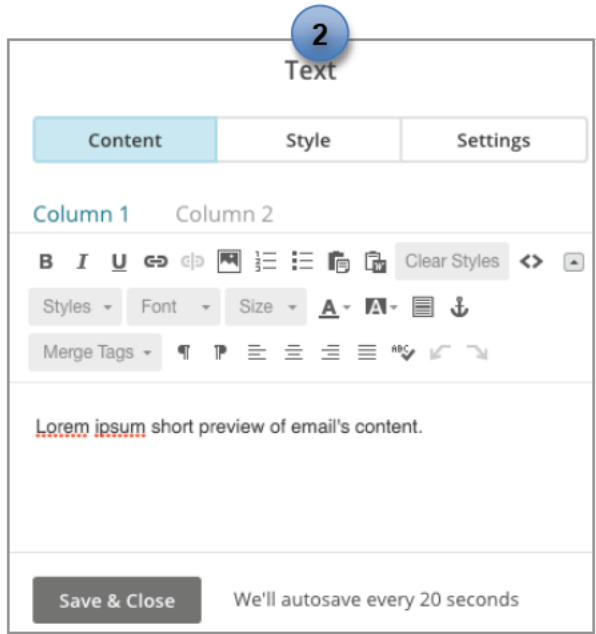 2
Text
Content Style Settings
Column 1 Column 2
B I U Clear Styles <>
Styles Font Size A A
Merge Tags ¶ ¶ ABC
Lorem ipsum short preview of email's content.
Save & Close We'll autosave every 20 seconds